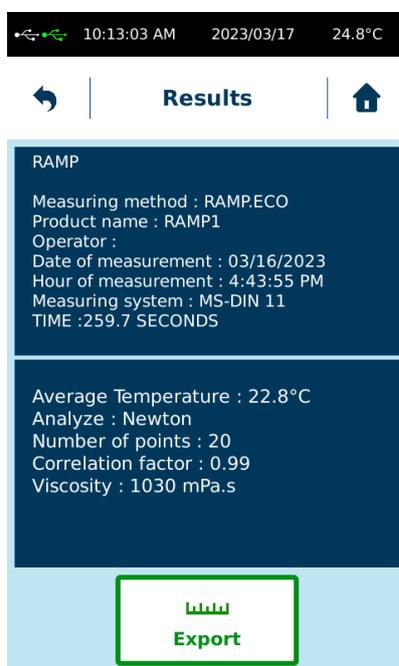 10:13:03 AM 2023/03/17 24.8°C
Results
RAMP
Measuring method : RAMP.ECO
Product name : RAMP1
Operator :
Date of measurement : 03/16/2023
Hour of measurement : 4:43:55 PM
Measuring system : MS-DIN 11
TIME :259.7 SECONDS
Average Temperature : 22.8°C
Analyze : Newton
Number of points : 20
Correlation factor : 0.99
Viscosity : 1030 mPa.s
Export